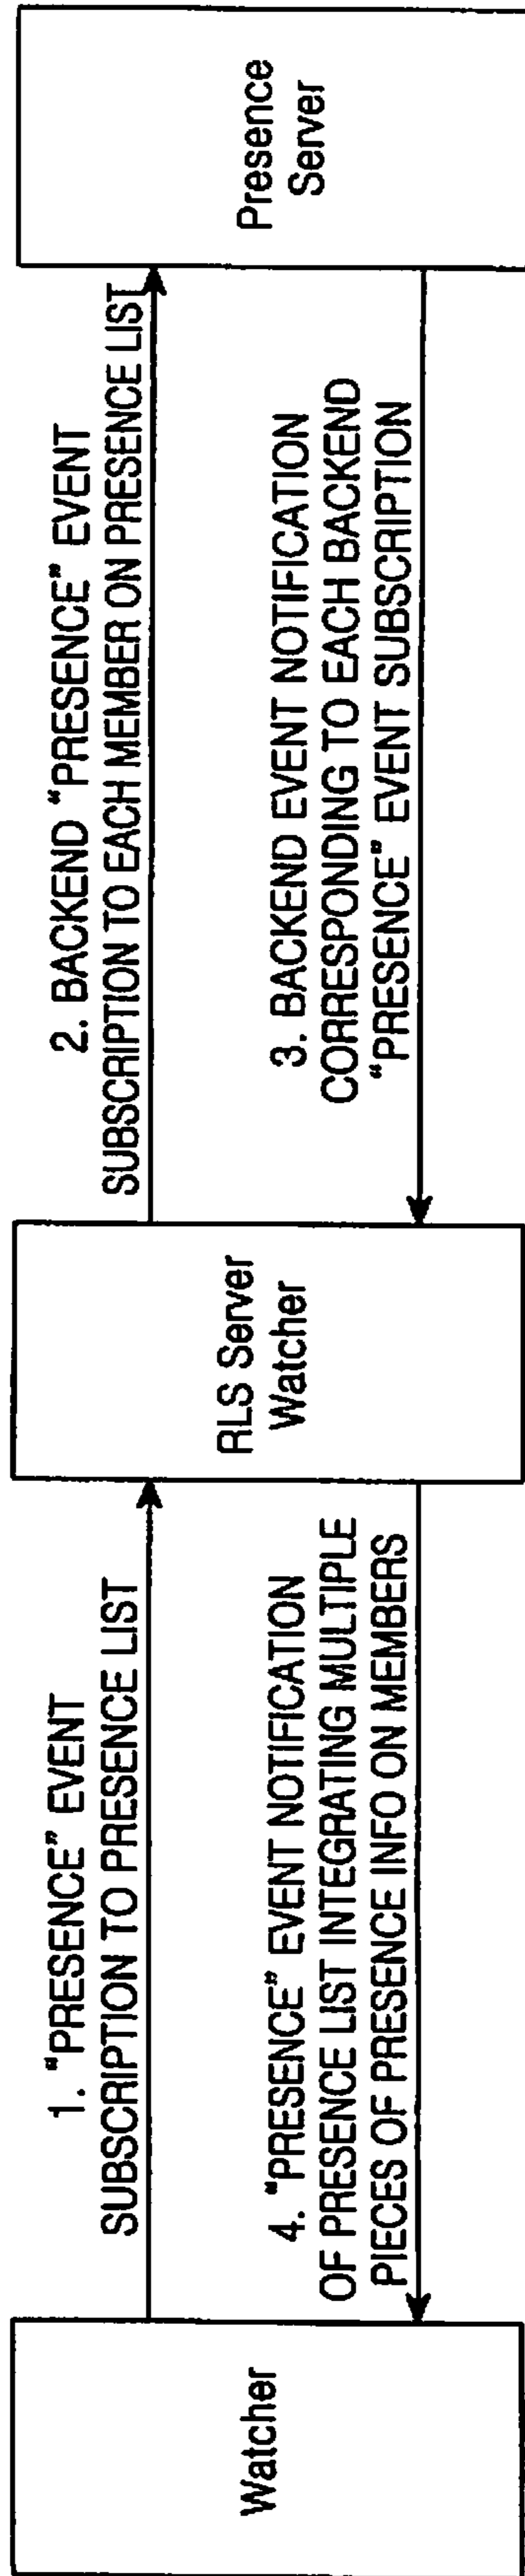 Watcher
1. "PRESENCE" EVENT
SUBSCRIPTION TO PRESENCE LIST
4. "PRESENCE" EVENT NOTIFICATION
OF PRESENCE LIST INTEGRATING MULTIPLE
PIECES OF PRESENCE INFO ON MEMBERS
RLS Server
Watcher
2. BACKEND "PRESENCE" EVENT
SUBSCRIPTION TO EACH MEMBER ON PRESENCE LIST
3. BACKEND EVENT NOTIFICATION
CORRESPONDING TO EACH BACKEND
"PRESENCE" EVENT SUBSCRIPTION
Presence
Server